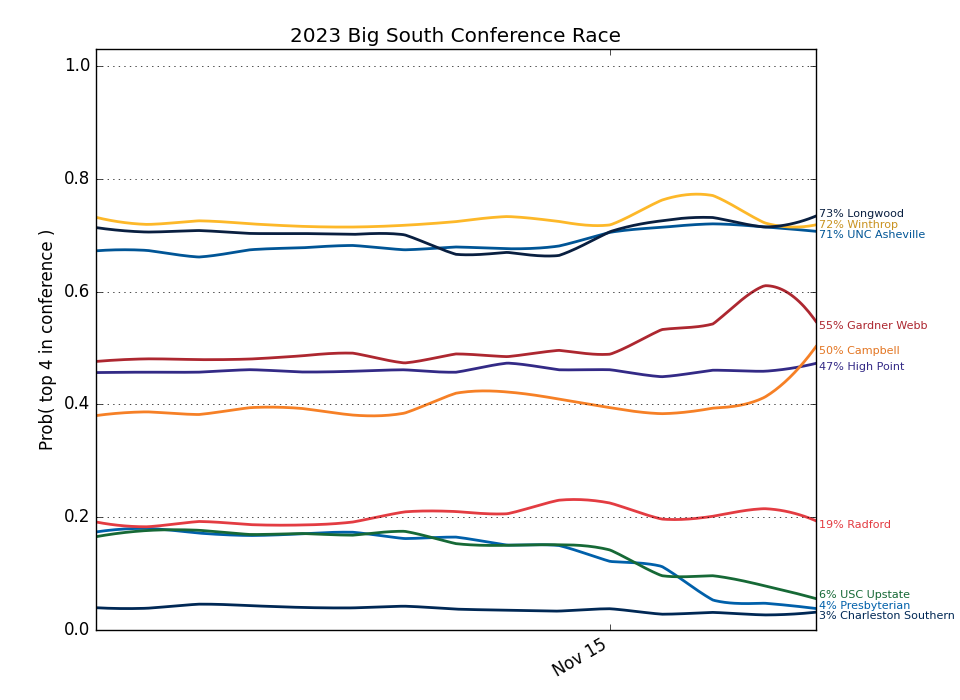 2023 Big South Conference Race
1.0
0.8
0.6
0.4
0.2
0.0
Prob( top 4 in conference )
Nov 15
73% Longwood
72% Winthrop
71% UNC Asheville
55% Gardner Webb
50% Campbell
47% High Point
19% Radford
6% USC Upstate
4% Presbyterian
3% Charleston Southern